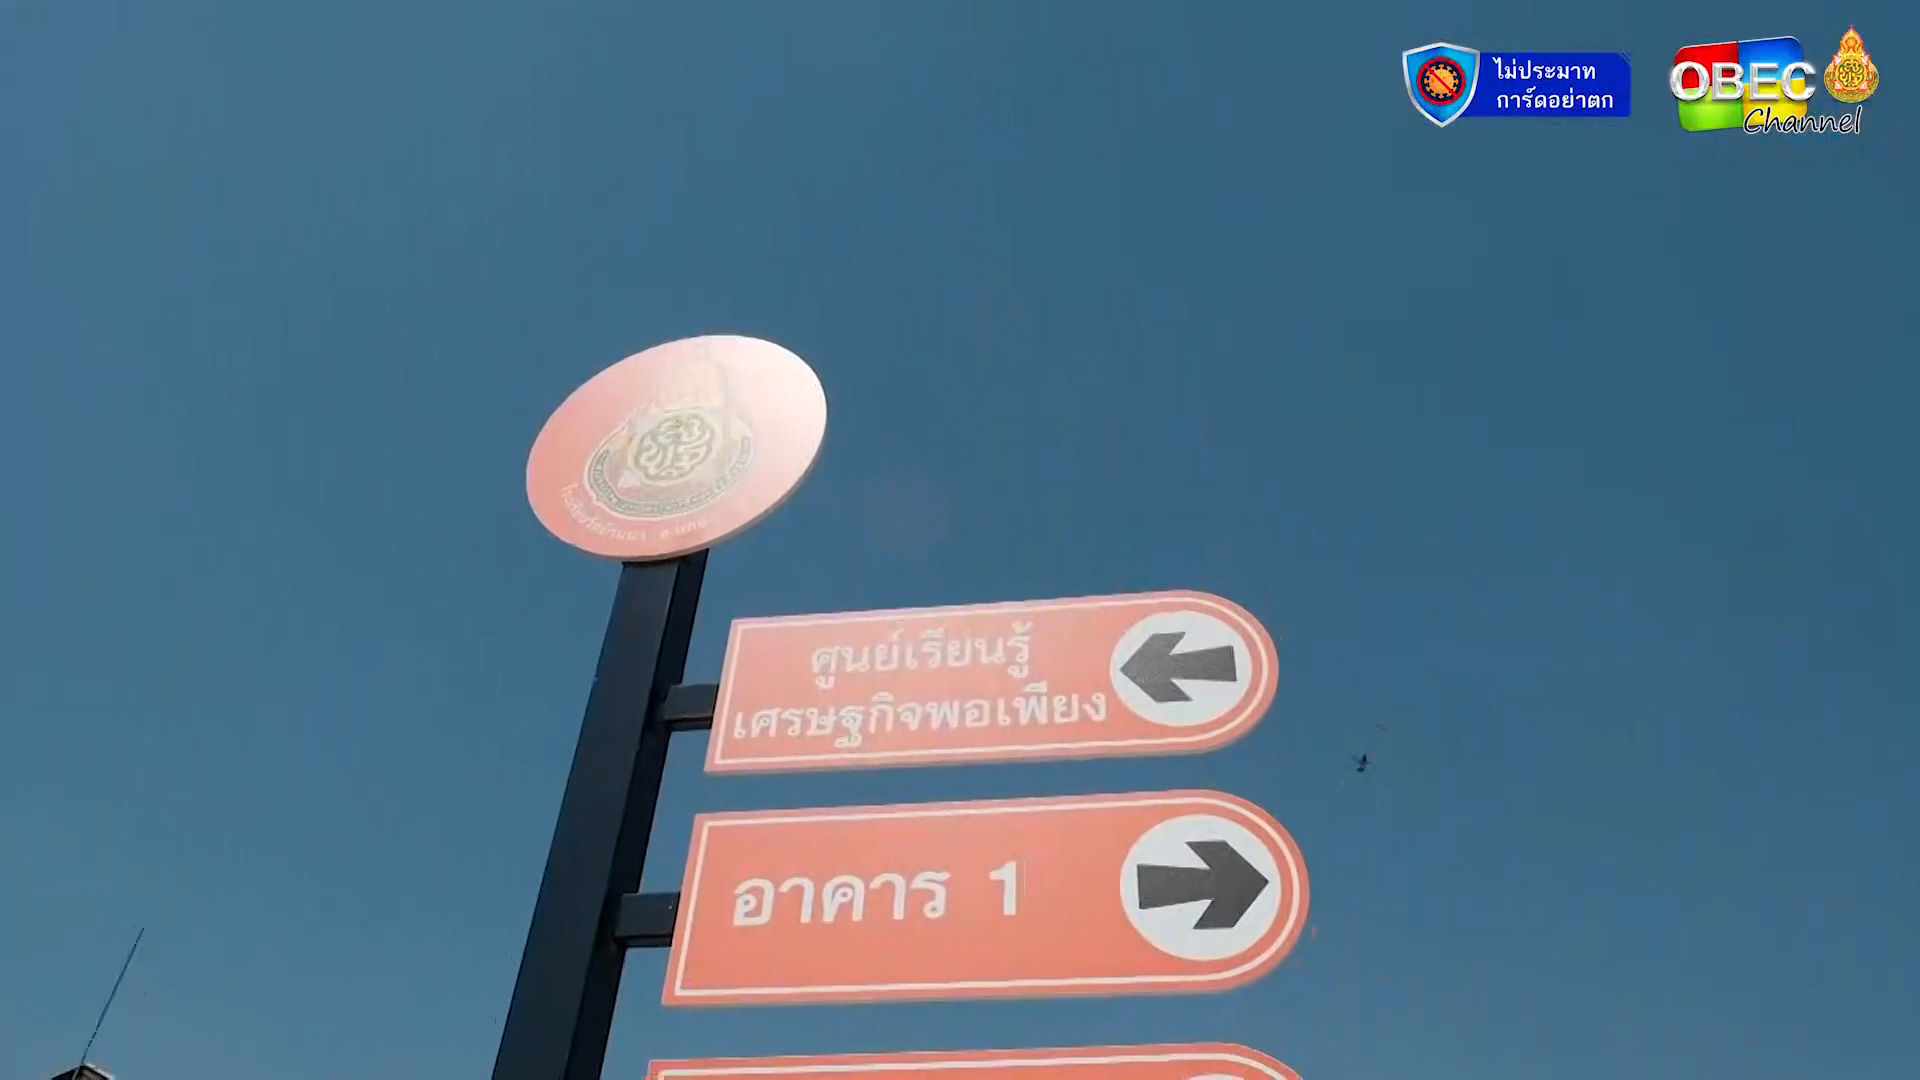 ไม่ประมาท
การ์ดอย่าตก
OBEC
Channel
ศูนย์เรียนรู้
เศรษฐกิจพอเพียง
อาคาร 1